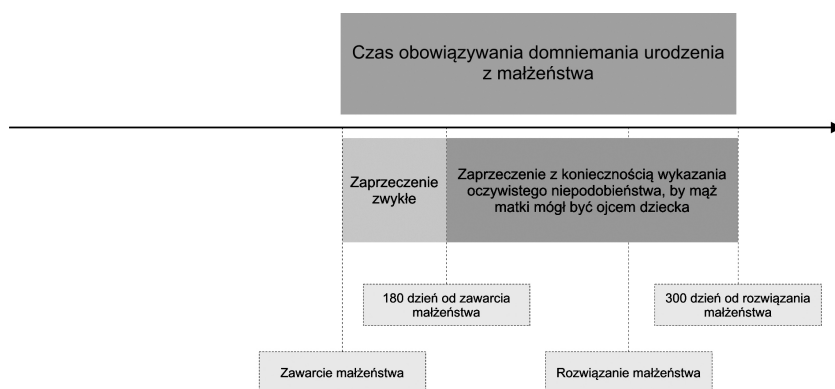 Czas obowiązywania domniemania urodzenia
z małżeństwa
Zaprzeczenie
zwykłe
Zaprzeczenie z koniecznością wykazania
oczywistego niepodobieństwa, by mąż
matki mógł być ojcem dziecka
180 dzień od zawarcia
małżeństwa
300 dzień od rozwiązania
małżeństwa
Zawarcie małżeństwa
Rozwiązanie małżeństwa